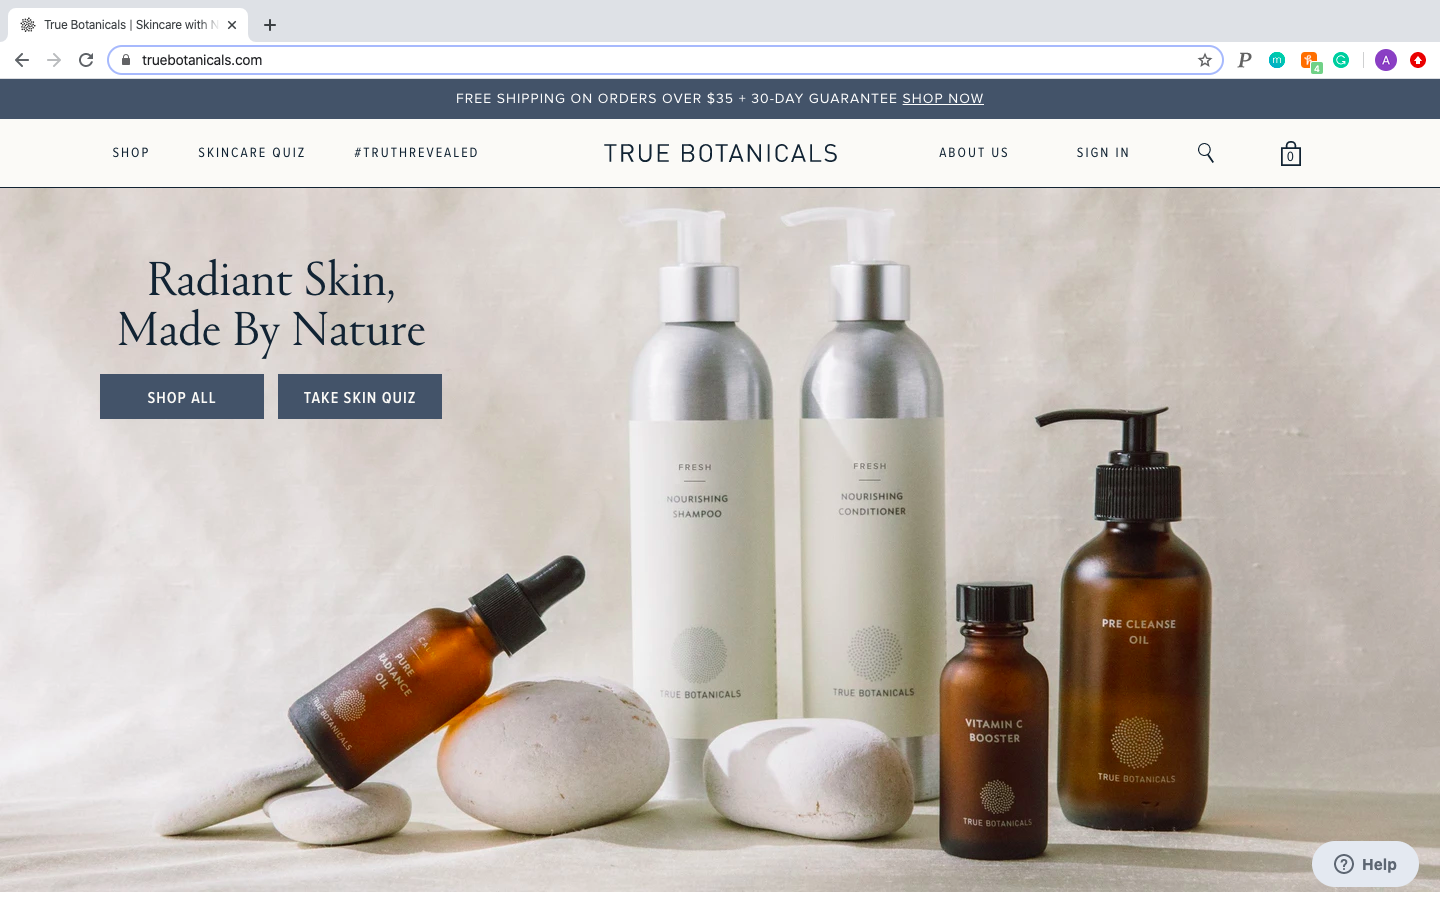 True Botanicals | Skincare with N
truebotanicals.com
P
m
4
A
FREE SHIPPING ON ORDERS OVER $35 + 30-DAY GUARANTEE SHOP NOW
SHOP
SKINCARE QUIZ
#TRUTHREVEALED
TRUE BOTANICALS
ABOUT US
SIGN IN
0
Radiant Skin,
Made By Nature
SHOP ALL
TAKE SKIN QUIZ
FRESH
NOURISHING
SHAMPOO
TRUE BOTANICALS
FRESH
NOURISHING
CONDITIONER
TRUE BOTANICALS
PURE
RADIANCE
OIL
TRUE BOTANICALS
VITAMIN C
BOOSTER
TRUE BOTANICALS
PRE CLEANSE
OIL
TRUE BOTANICALS
Help